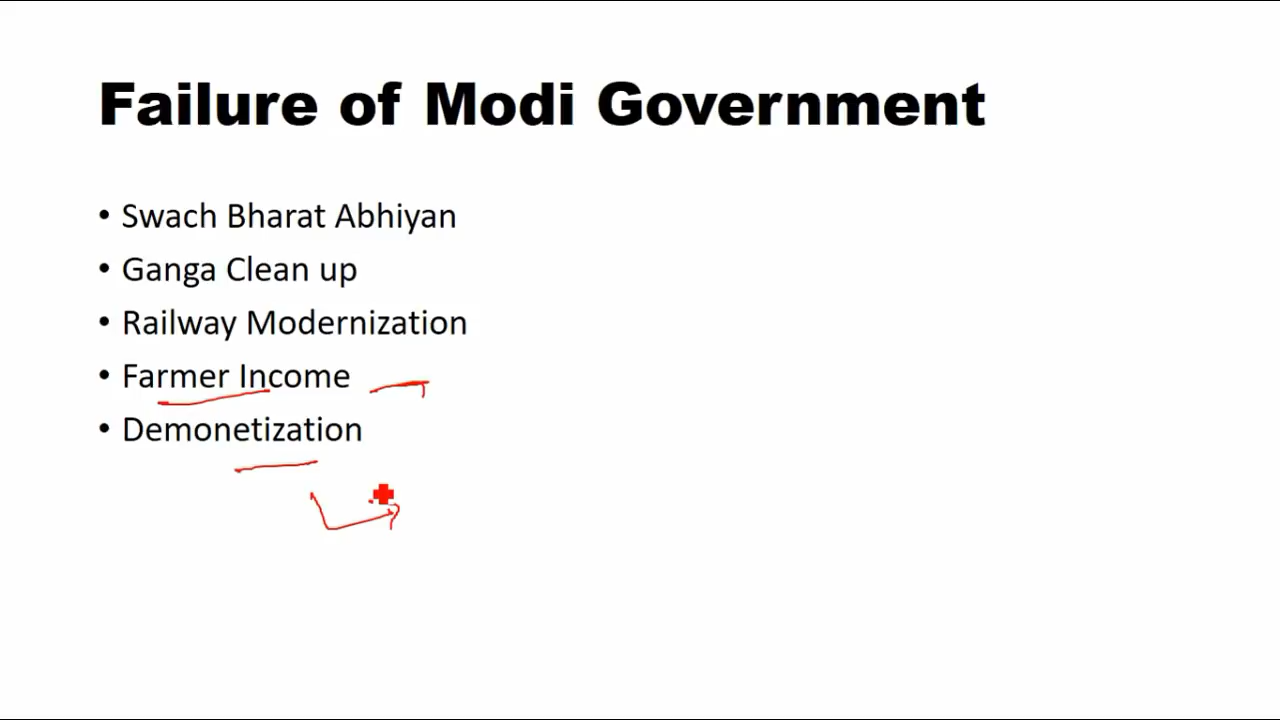 Failure of Modi Government
• Swach Bharat Abhiyan
• Ganga Clean up
• Railway Modernization
• Farmer Income
• Demonetization